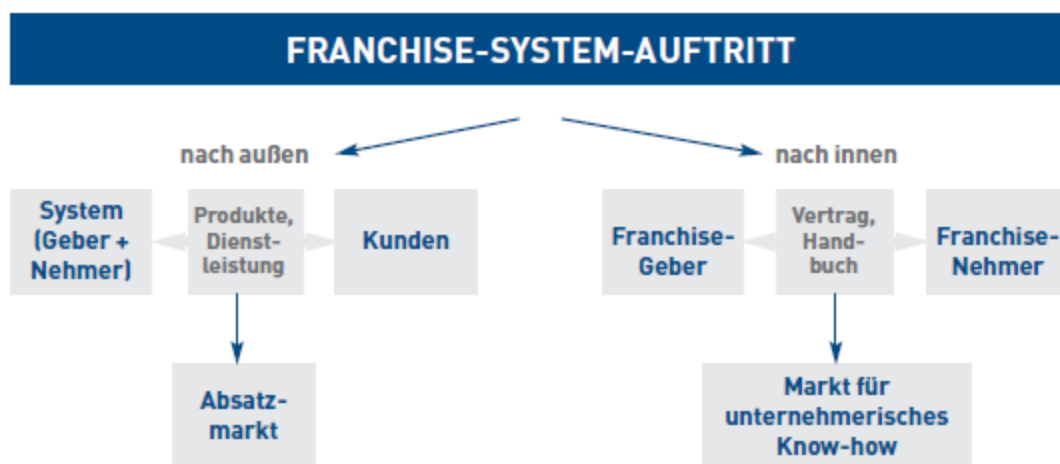 FRANCHISE-SYSTEM-AUFTRITT
nach außen
System
(Geber +
Nehmer)
Produkte,
Dienst-
leistung
Kunden
Absatz-
markt
nach innen
Franchise-
Geber
Vertrag,
Hand-
buch
Franchise-
Nehmer
Markt für
unternehmerisches
Know-how